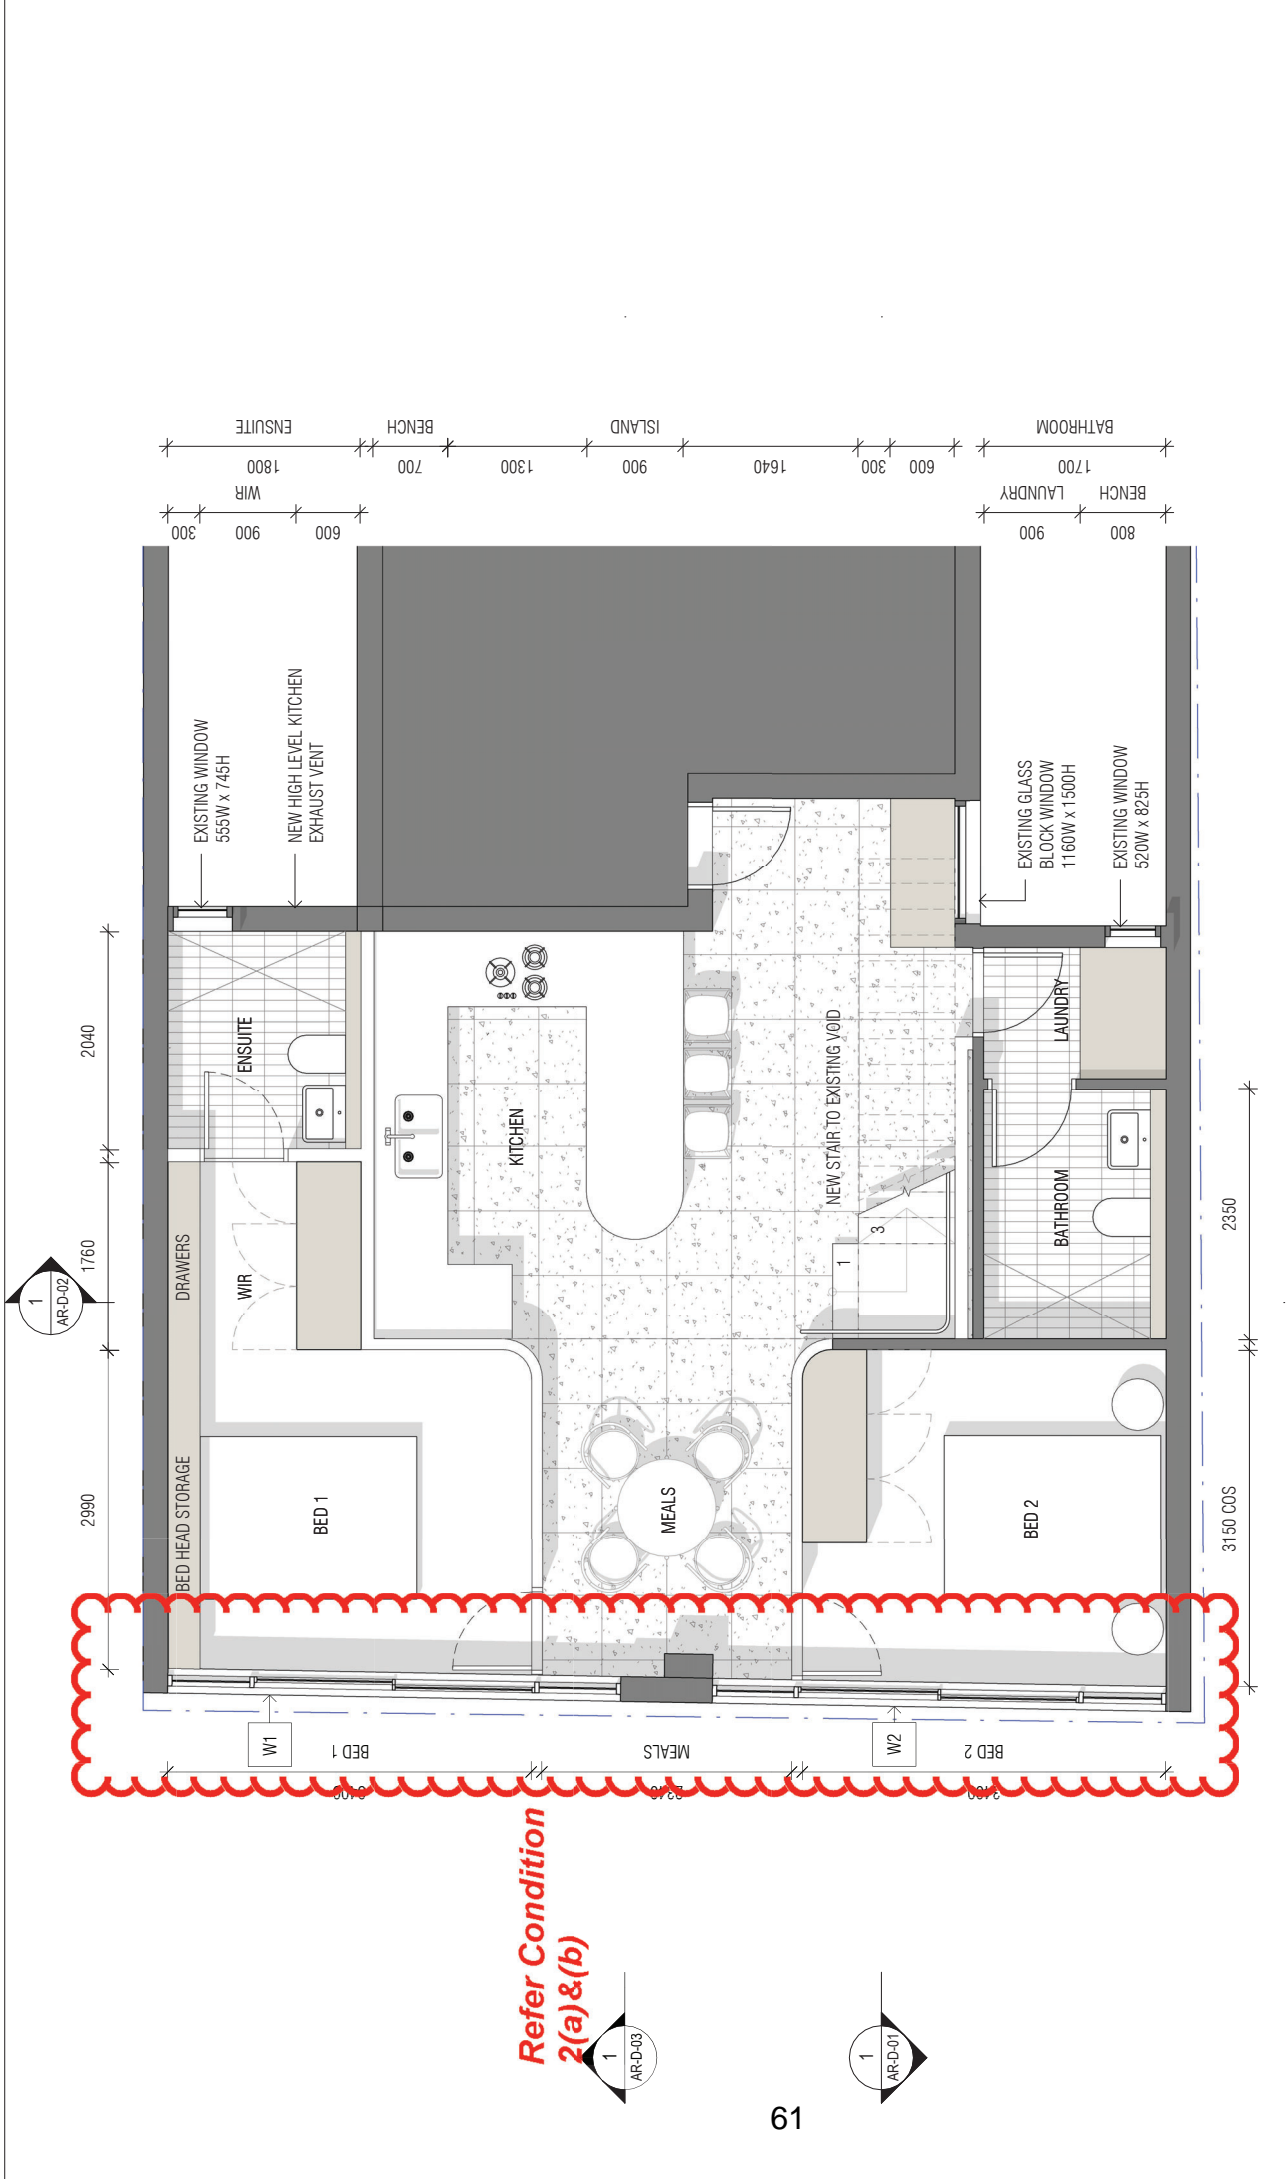 ENSUITE
BENCH
ISLAND
BATHROOM
1800
700
1300
900
1640
300
600
1700
WIR
LAUNDRY
BENCH
300
900
600
900
800
EXISTING WINDOW
555W x 745H
NEW HIGH LEVEL KITCHEN
EXHAUST VENT
EXISTING GLASS
BLOCK WINDOW
1160W x 1500H
EXISTING WINDOW
520W x 825H
2040
ENSUITE
KITCHEN
NEW STAIR TO EXISTING VOID
LAUNDRY
BATHROOM
2350
1
AR-D-02
1760
DRAWERS
WIR
1
3
2990
BED HEAD STORAGE
BED 1
MEALS
BED 2
3150 COS
W1
W2
BED 1
MEALS
BED 2
Refer Condition
2(a)&(b)
1
AR-D-03
1
AR-D-01
61